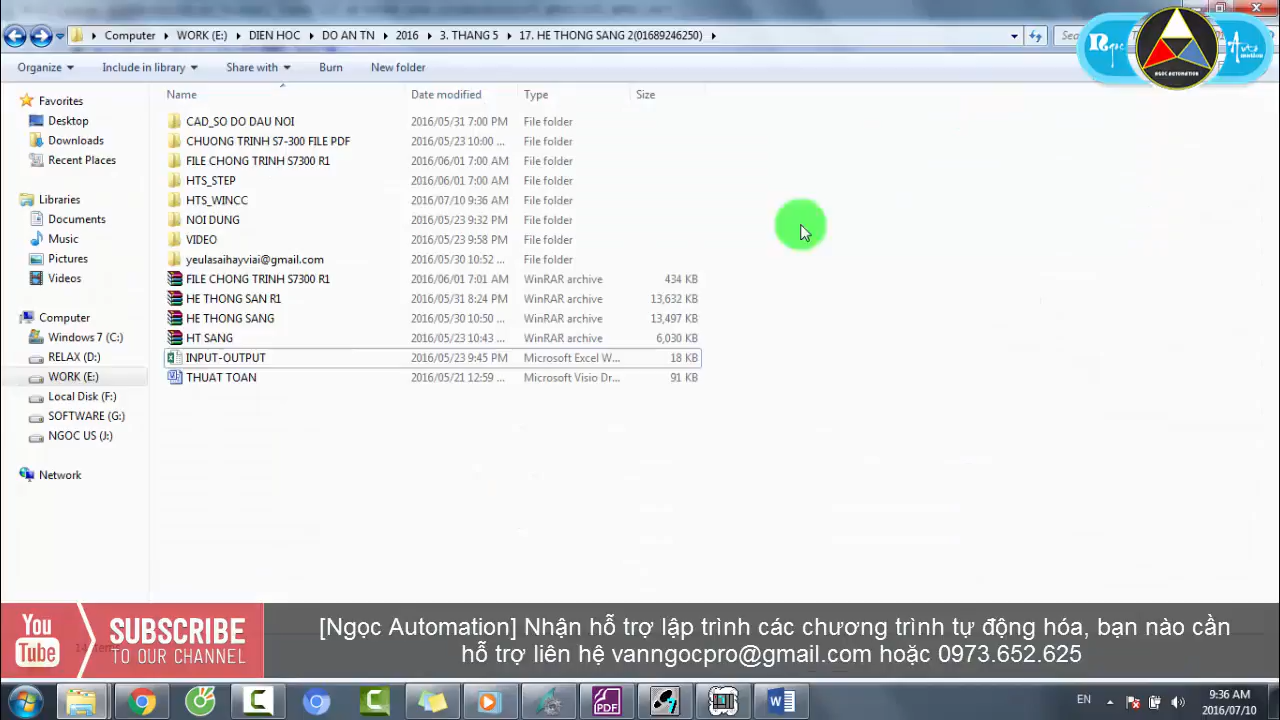 Computer ▸ WORK (E:) ▸ DIEN HOC ▸ DO AN TN ▸ 2016 ▸ 3. THANG 5 ▸ 17. HE THONG SANG 2(01689246250) ▸
Organize Include in library Share with Burn New folder
Name Date modified Type Size
Favorites
Desktop
Downloads
Recent Places
Libraries
Documents
Music
Pictures
Videos
Computer
Windows 7 (C:)
RELAX (D:)
WORK (E:)
Local Disk (F:)
SOFTWARE (G:)
NGOC US (J:)
Network
CAD_SO DO DAU NOI 2016/05/31 7:00 PM File folder
CHUONG TRINH S7-300 FILE PDF 2016/05/23 10:00 ... File folder
FILE CHONG TRINH S7300 R1 2016/06/01 7:00 AM File folder
HTS_STEP 2016/06/01 7:00 AM File folder
HTS_WINCC 2016/07/10 9:36 AM File folder
NOI DUNG 2016/05/23 9:32 PM File folder
VIDEO 2016/05/23 9:58 PM File folder
yeulasaihayviai@gmail.com 2016/05/30 10:52 ... File folder
FILE CHONG TRINH S7300 R1 2016/06/01 7:01 AM WinRAR archive 434 KB
HE THONG SAN R1 2016/05/31 8:24 PM WinRAR archive 13,632 KB
HE THONG SANG 2016/05/30 10:50 ... WinRAR archive 13,497 KB
HT SANG 2016/05/23 10:43 ... WinRAR archive 6,030 KB
INPUT-OUTPUT 2016/05/23 9:45 PM Microsoft Excel W... 18 KB
THUAT TOAN 2016/05/21 12:59 ... Microsoft Visio Dr... 91 KB
NGOC AUTOMATION
You
Tube
SUBSCRIBE
TO OUR CHANNEL
[Ngọc Automation] Nhận hỗ trợ lập trình các chương trình tự động hóa, bạn nào cần
hỗ trợ liên hệ vanngocpro@gmail.com hoặc 0973.652.625
PDF
EN
9:36 AM
2016/07/10